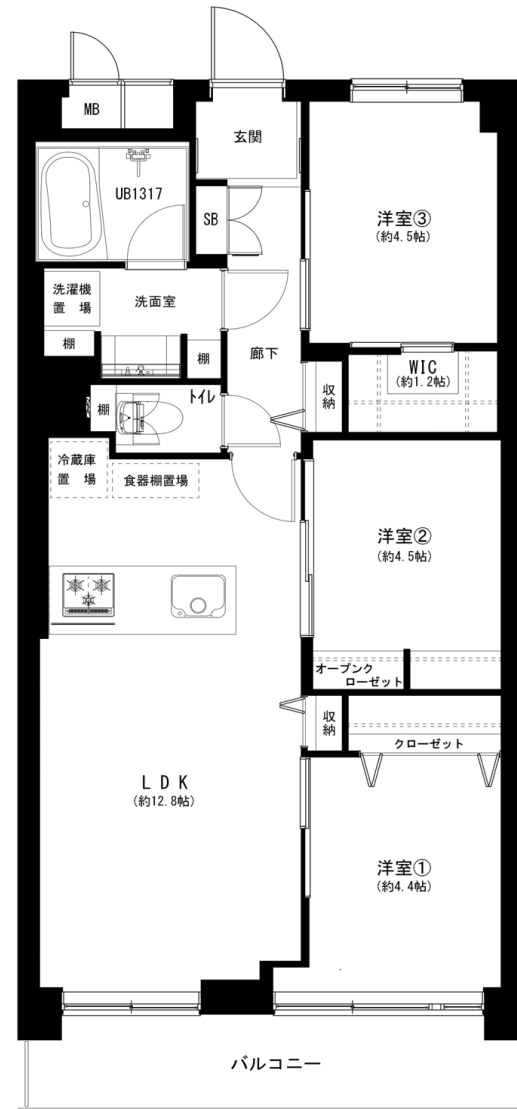 MB
玄関
UB1317
SB
洋室③
(約4.5帖)
洗濯機
置　場
洗面室
棚
棚
廊下
収納
WIC
(約1.2帖)
トイレ
棚
冷蔵庫
置　場
食器棚置場
洋室②
(約4.5帖)
オープンク
ローゼット
収納
クローゼット
LDK
(約12.8帖)
洋室①
(約4.4帖)
バルコニー